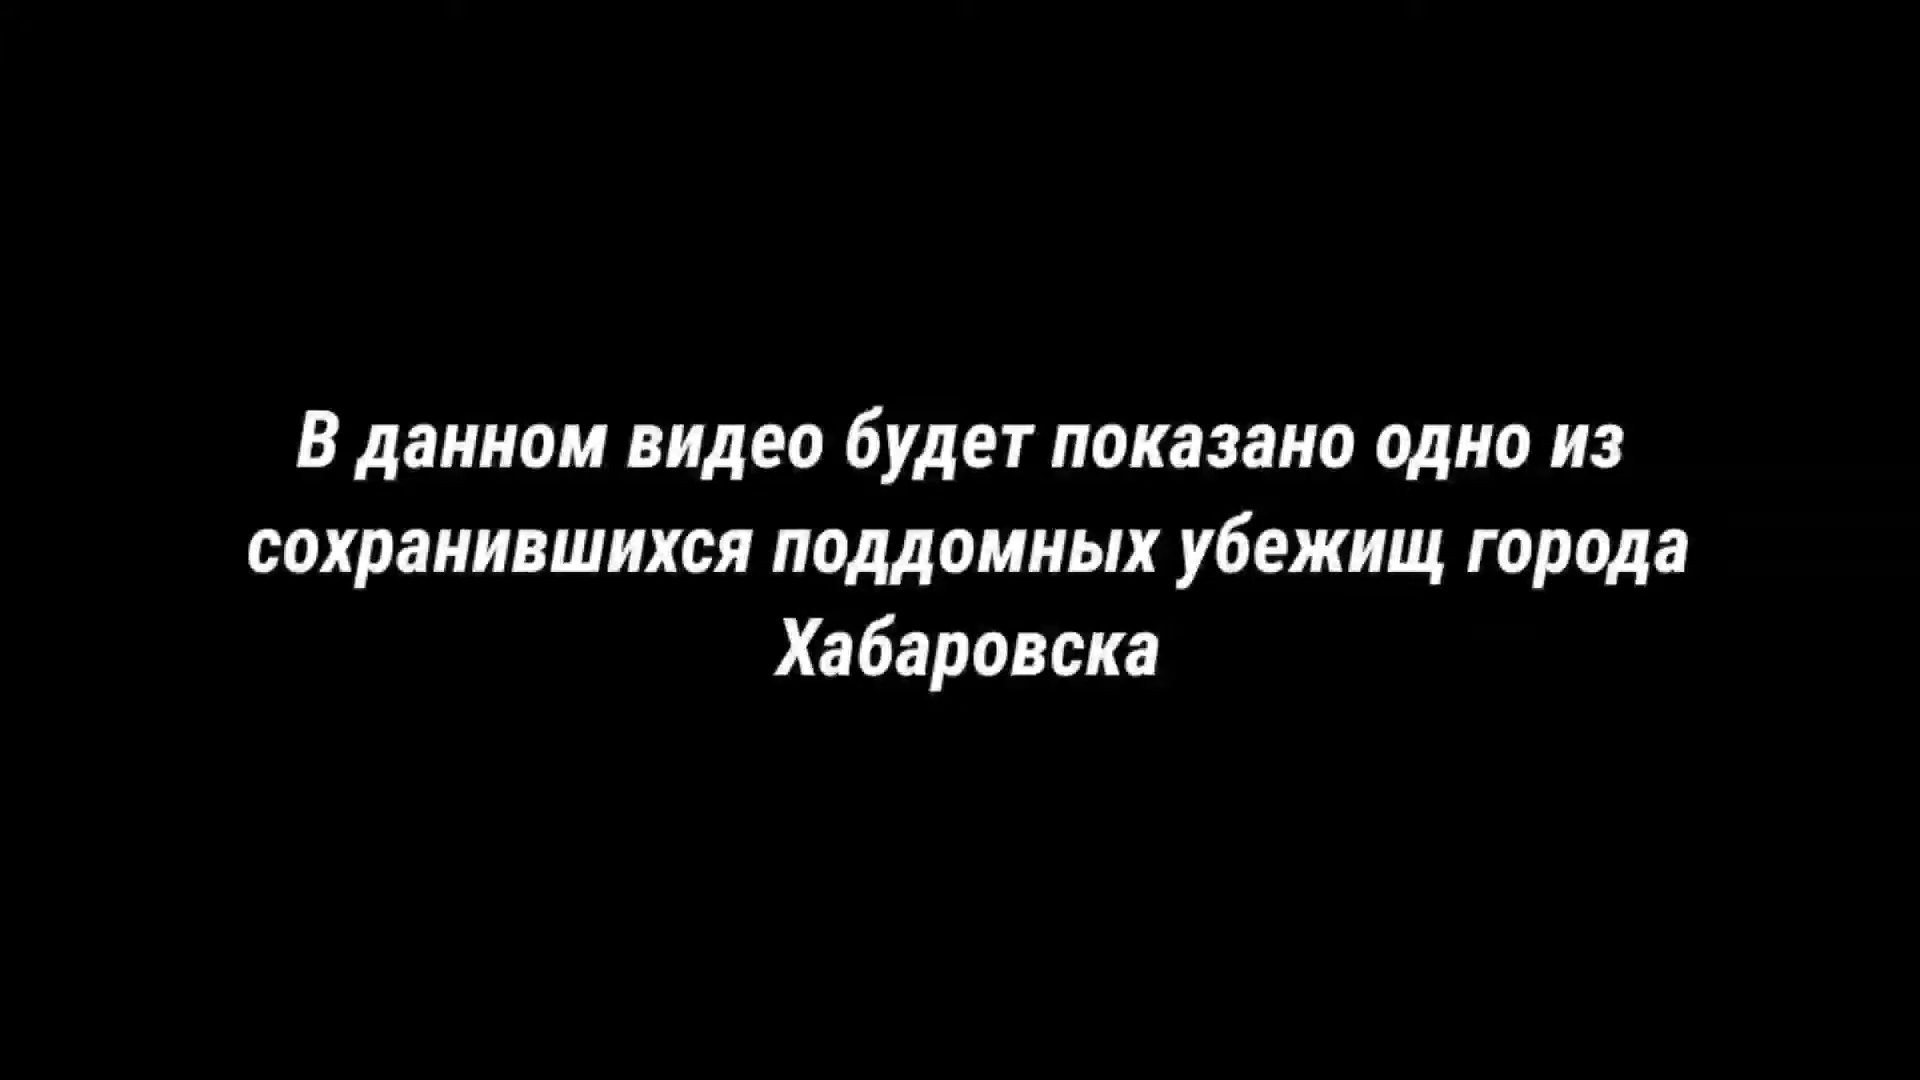 В данном видео будет показано одно из
сохранившихся поддомных убежищ города
Хабаровска